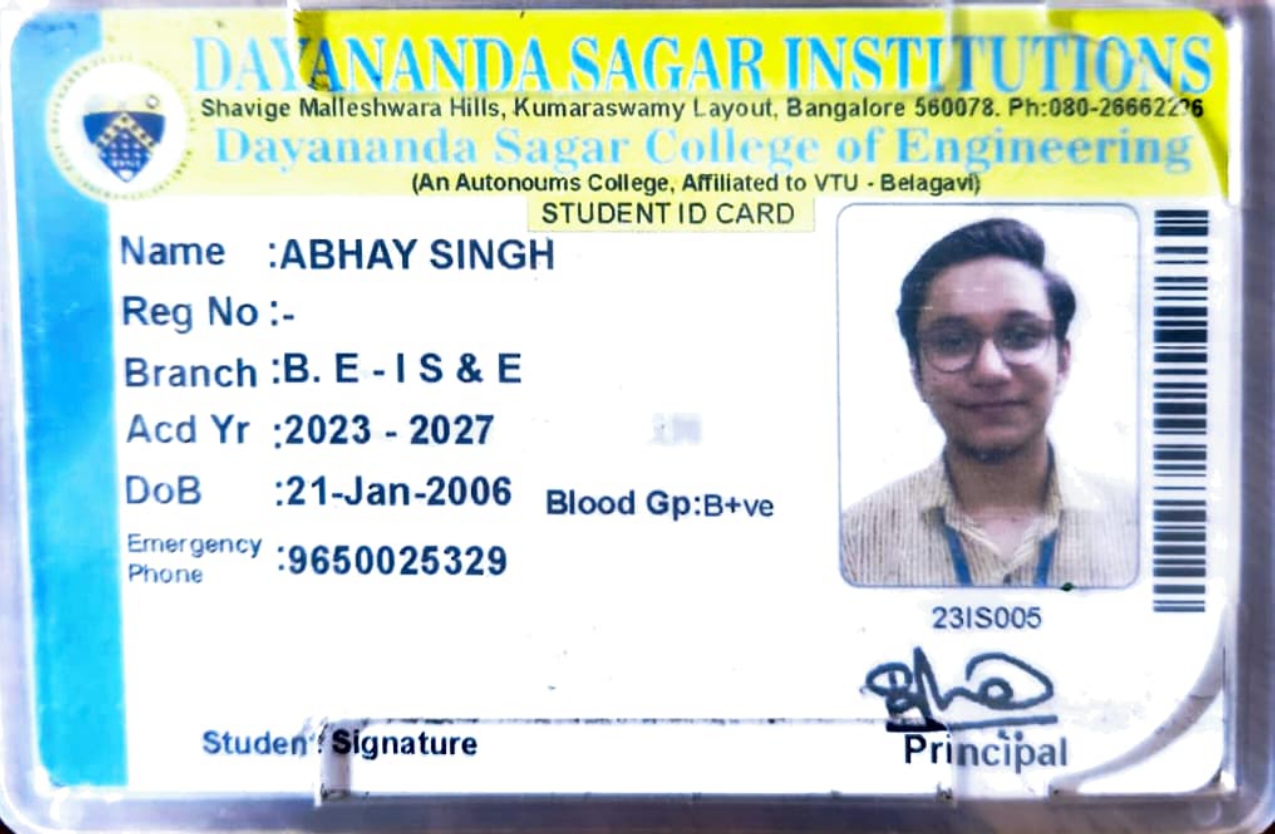 DAYANANDA SAGAR INSTITUTIONS
Shavige Malleshwara Hills, Kumaraswamy Layout, Bangalore 560078. Ph:080-26662226
Dayananda Sagar College of Engineering
(An Autonoums College, Affiliated to VTU - Belagavi)
STUDENT ID CARD
Name :ABHAY SINGH
Reg No :-
Branch :B. E - I S & E
Acd Yr :2023 - 2027
DoB :21-Jan-2006 Blood Gp:B+ve
Emergency Phone :9650025329
23IS005
Student Signature
Principal